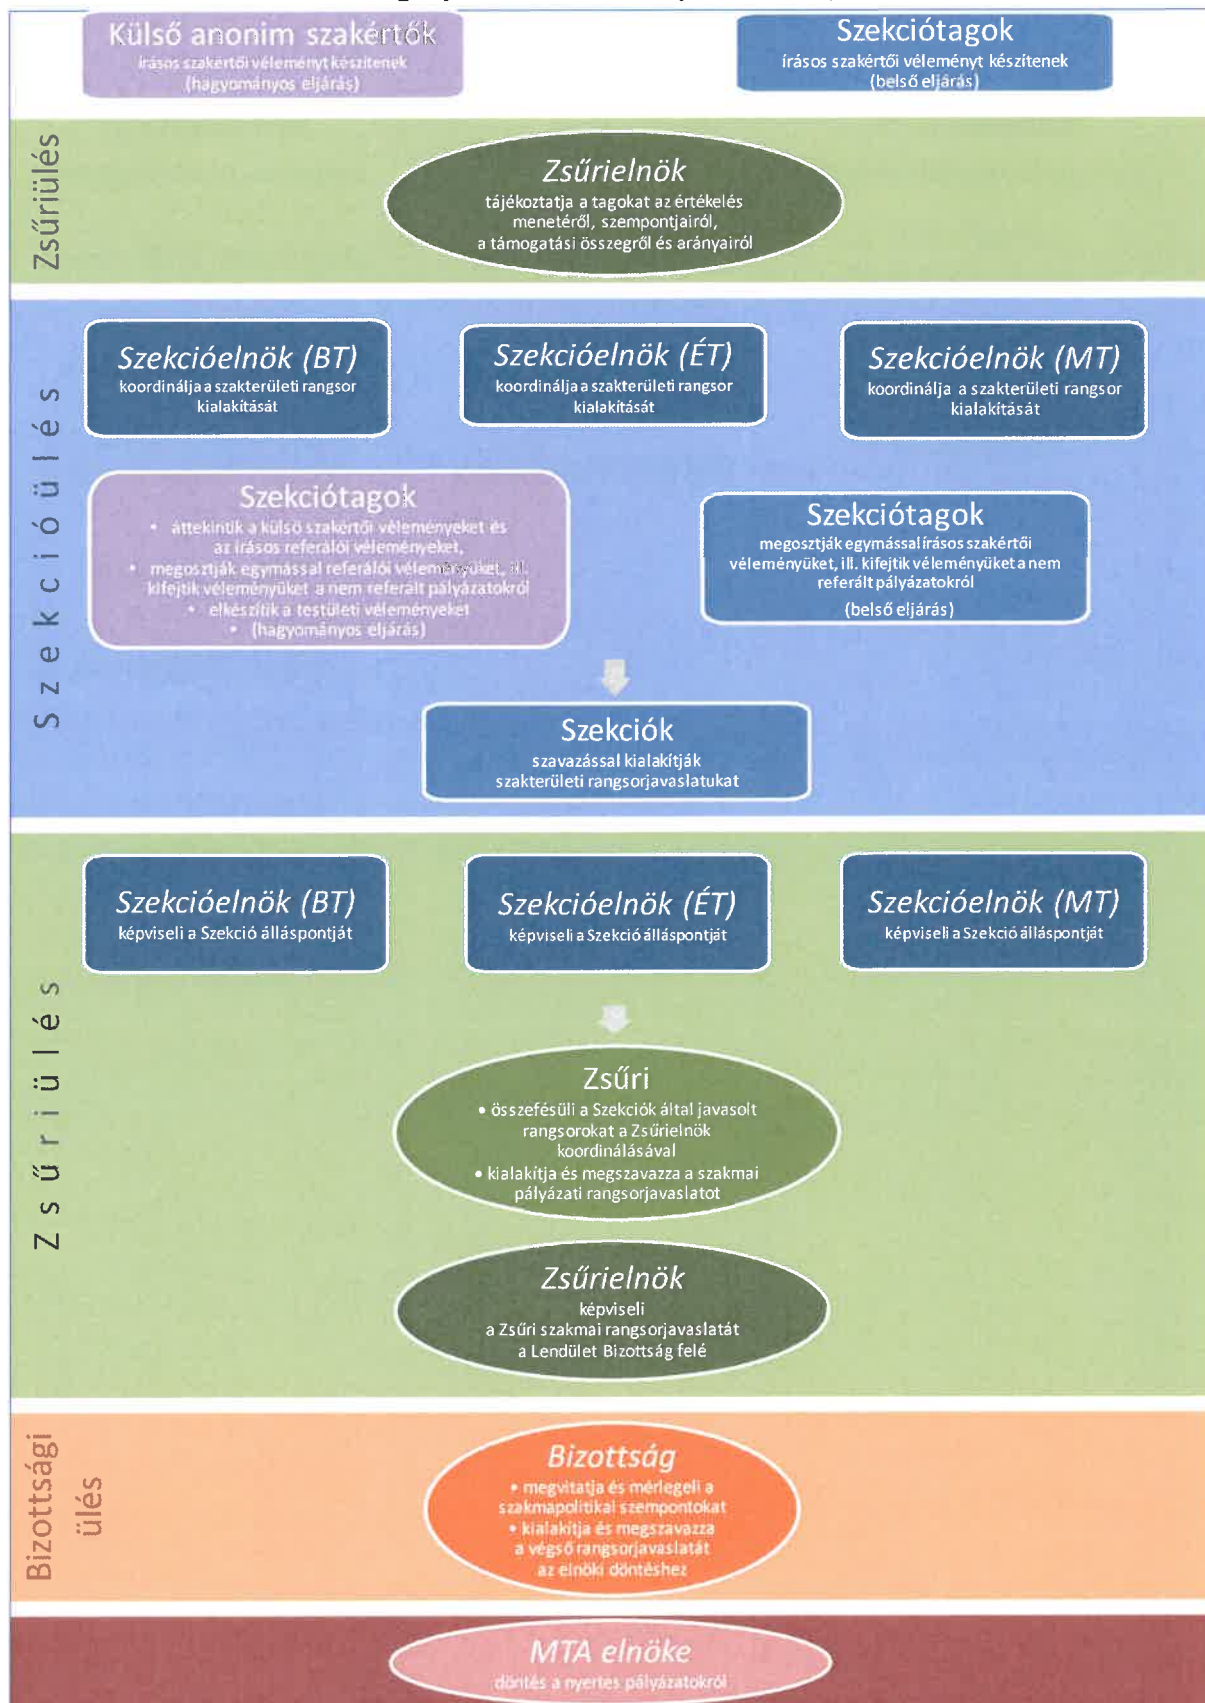 Külső anonim szakértők
írásos szakértői véleményt készítenek
(hagyományos eljárás)
Szekciótagok
írásos szakértői véleményt készítenek
(belső eljárás)
Zsűriülés
Zsűrielnök
tájékoztatja a tagokat az értékelés
menetéről, szempontjairól,
a támogatási összegről és arányairól
Szekcióülés
Szekcióelnök (BT)
koordinálja a szakterületi rangsor
kialakítását
Szekcióelnök (ÉT)
koordinálja a szakterületi rangsor
kialakítását
Szekcióelnök (MT)
koordinálja a szakterületi rangsor
kialakítását
Szekciótagok
• áttekintik a külső szakértői véleményeket és
az írásos referálói véleményeket,
• megosztják egymással referálói véleményüket, ill.
kifejtik véleményüket a nem referált pályázatokról
• elkészítik a testületi véleményeket
• (hagyományos eljárás)
Szekciótagok
megosztják egymással írásos szakértői
véleményüket, ill. kifejtik véleményüket a nem
referált pályázatokról
(belső eljárás)
Szekciók
szavazással kialakítják
szakterületi rangsorjavaslatukat
Zsűriülés
Szekcióelnök (BT)
képviseli a Szekció álláspontját
Szekcióelnök (ÉT)
képviseli a Szekció álláspontját
Szekcióelnök (MT)
képviseli a Szekció álláspontját
Zsűri
• összefésüli a Szekciók által javasolt
rangsorokat a Zsűrielnök
koordinálásával
• kialakítja és megszavazza a szakmai
pályázati rangsorjavaslatot
Zsűrielnök
képviseli
a Zsűri szakmai rangsorjavaslatát
a Lendület Bizottság felé
Bizottsági
ülés
Bizottság
• megvitatja és mérlegeli a
szakmapolitikai szempontokat
• kialakítja és megszavazza
a végső rangsorjavaslatát
az elnöki döntéshez
MTA elnöke
döntés a nyertes pályázatokról